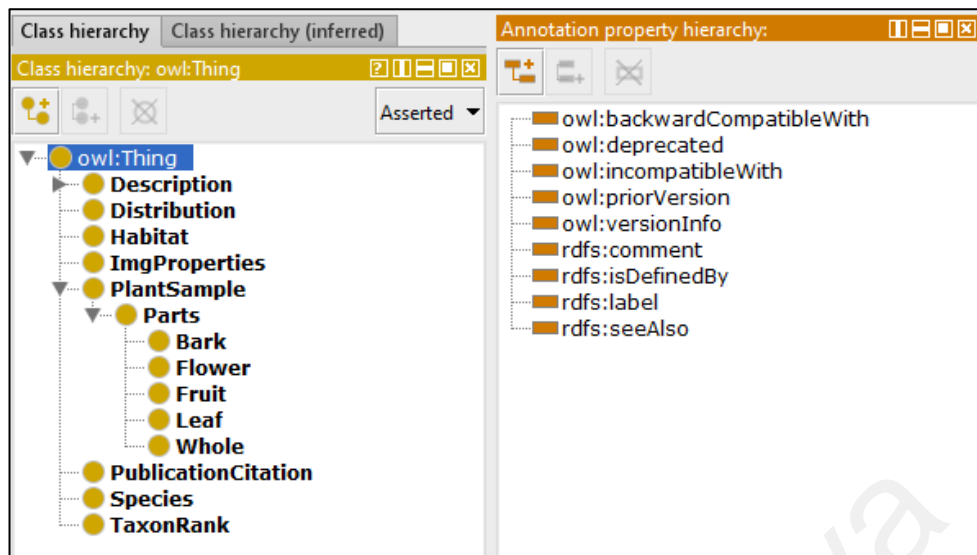 Class hierarchy Class hierarchy (inferred)
Class hierarchy: owl:Thing
Asserted
owl:Thing
Description
Distribution
Habitat
ImgProperties
PlantSample
Parts
Bark
Flower
Fruit
Leaf
Whole
PublicationCitation
Species
TaxonRank
Annotation property hierarchy:
owl:backwardCompatibleWith
owl:deprecated
owl:incompatibleWith
owl:priorVersion
owl:versionInfo
rdfs:comment
rdfs:isDefinedBy
rdfs:label
rdfs:seeAlso